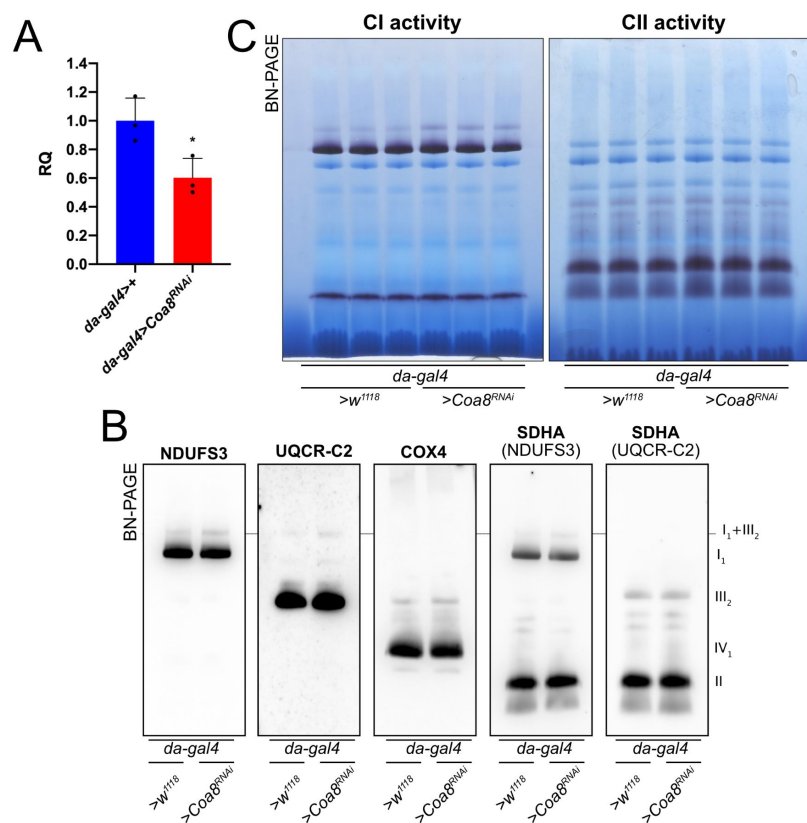 A
1.4
1.2
1.0
0.8
0.6
0.4
0.2
0.0
RQ
*
da-gal4>+
da-gal4>Coa8RNAi
C
CI activity
CII activity
BN-PAGE
da-gal4
da-gal4
>w1118
>Coa8RNAi
>w1118
>Coa8RNAi
B
NDUFS3
UQCR-C2
COX4
SDHA
(NDUFS3)
SDHA
(UQCR-C2)
BN-PAGE
I1+III2
I1
III2
IV1
II
da-gal4
da-gal4
da-gal4
da-gal4
da-gal4
>w1118
>Coa8RNAi
>w1118
>Coa8RNAi
>w1118
>Coa8RNAi
>w1118
>Coa8RNAi
>w1118
>Coa8RNAi